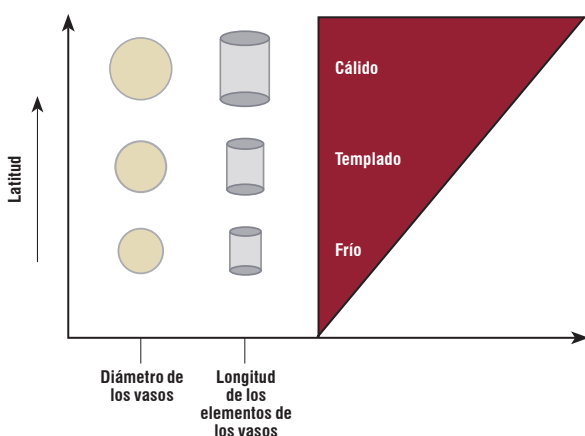 Cálido
Templado
Frío
Latitud
Diámetro de
los vasos
Longitud
de los
elementos de
los vasos